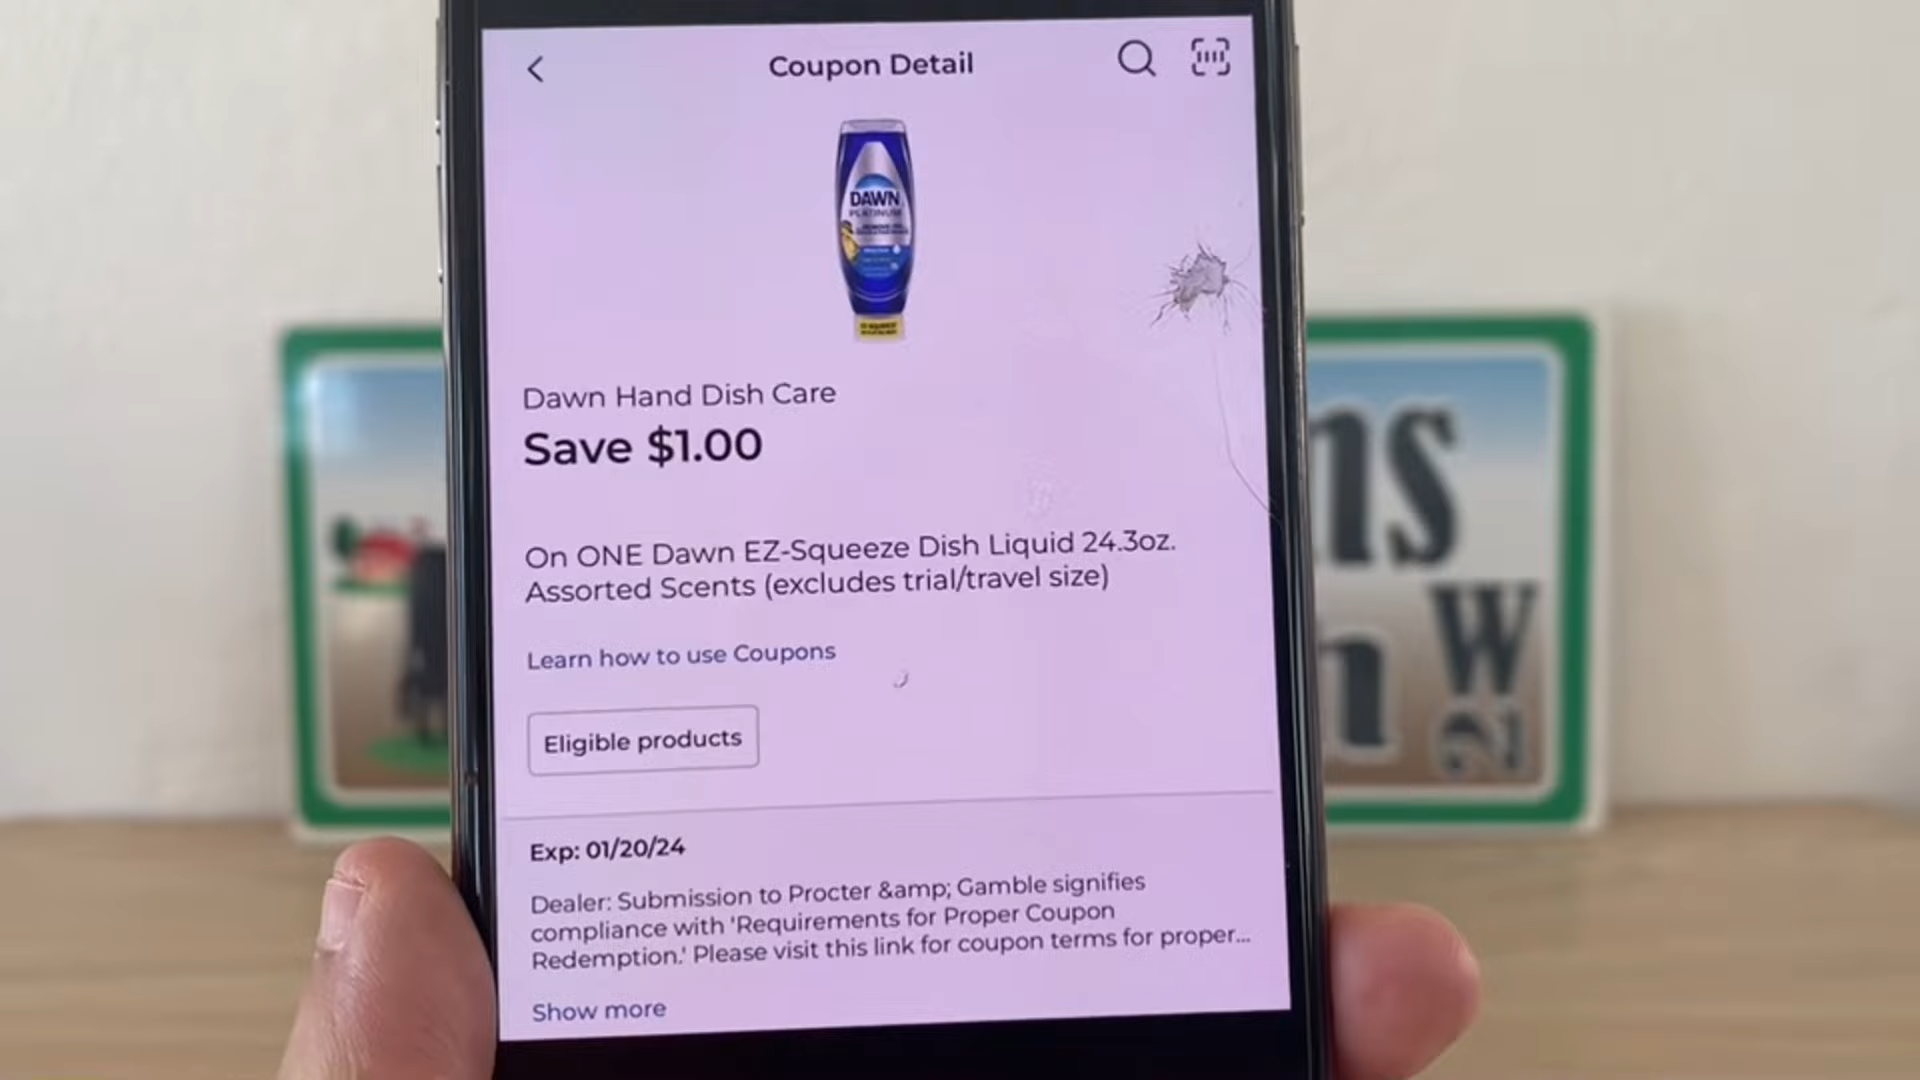 Coupon Detail
DAWN
PLATINUM
Dawn Hand Dish Care
Save $1.00
On ONE Dawn EZ-Squeeze Dish Liquid 24.3oz.
Assorted Scents (excludes trial/travel size)
Learn how to use Coupons
Eligible products
Exp: 01/20/24
Dealer: Submission to Procter &amp; Gamble signifies
compliance with 'Requirements for Proper Coupon
Redemption.' Please visit this link for coupon terms for proper...
Show more
ns
n
W